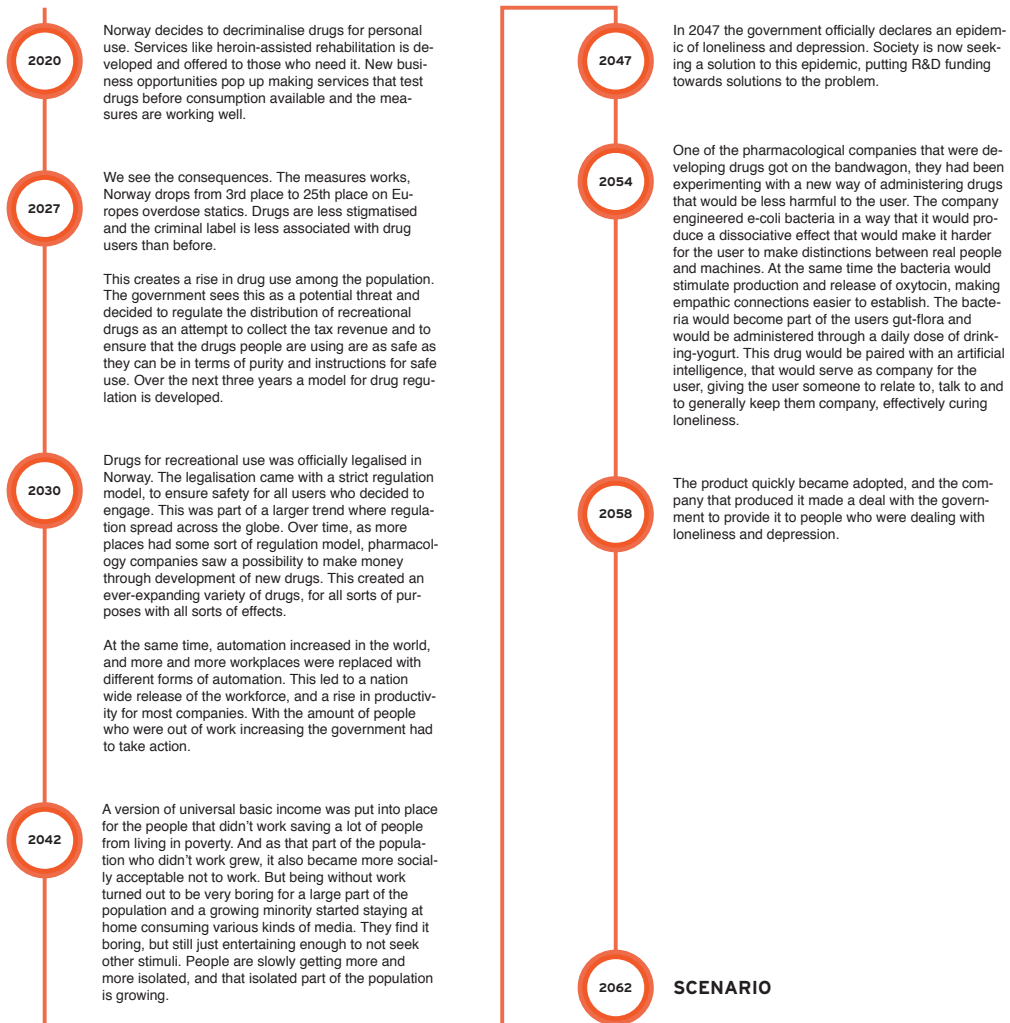 2020
Norway decides to decriminalise drugs for personal
use. Services like heroin-assisted rehabilitation is de-
veloped and offered to those who need it. New busi-
ness opportunities pop up making services that test
drugs before consumption available and the mea-
sures are working well.
2027
We see the consequences. The measures works,
Norway drops from 3rd place to 25th place on Eu-
ropes overdose statics. Drugs are less stigmatised
and the criminal label is less associated with drug
users than before.
This creates a rise in drug use among the population.
The government sees this as a potential threat and
decided to regulate the distribution of recreational
drugs as an attempt to collect the tax revenue and to
ensure that the drugs people are using are as safe as
they can be in terms of purity and instructions for safe
use. Over the next three years a model for drug regu-
lation is developed.
2030
Drugs for recreational use was officially legalised in
Norway. The legalisation came with a strict regulation
model, to ensure safety for all users who decided to
engage. This was part of a larger trend where regula-
tion spread across the globe. Over time, as more
places had some sort of regulation model, pharmacol-
ogy companies saw a possibility to make money
through development of new drugs. This created an
ever-expanding variety of drugs, for all sorts of pur-
poses with all sorts of effects.
At the same time, automation increased in the world,
and more and more workplaces were replaced with
different forms of automation. This led to a nation
wide release of the workforce, and a rise in productiv-
ity for most companies. With the amount of people
who were out of work increasing the government had
to take action.
2042
A version of universal basic income was put into place
for the people that didn't work saving a lot of people
from living in poverty. And as that part of the popula-
tion who didn't work grew, it also became more social-
ly acceptable not to work. But being without work
turned out to be very boring for a large part of the
population and a growing minority started staying at
home consuming various kinds of media. They find it
boring, but still just entertaining enough to not seek
other stimuli. People are slowly getting more and
more isolated, and that isolated part of the population
is growing.
2047
In 2047 the government officially declares an epidem-
ic of loneliness and depression. Society is now seek-
ing a solution to this epidemic, putting R&D funding
towards solutions to the problem.
2054
One of the pharmacological companies that were de-
veloping drugs got on the bandwagon, they had been
experimenting with a new way of administering drugs
that would be less harmful to the user. The company
engineered e-coli bacteria in a way that it would pro-
duce a dissociative effect that would make it harder
for the user to make distinctions between real people
and machines. At the same time the bacteria would
stimulate production and release of oxytocin, making
empathic connections easier to establish. The bacte-
ria would become part of the users gut-flora and
would be administered through a daily dose of drink-
ing-yogurt. This drug would be paired with an artificial
intelligence, that would serve as company for the
user, giving the user someone to relate to, talk to and
to generally keep them company, effectively curing
loneliness.
2058
The product quickly became adopted, and the com-
pany that produced it made a deal with the govern-
ment to provide it to people who were dealing with
loneliness and depression.
2062
SCENARIO